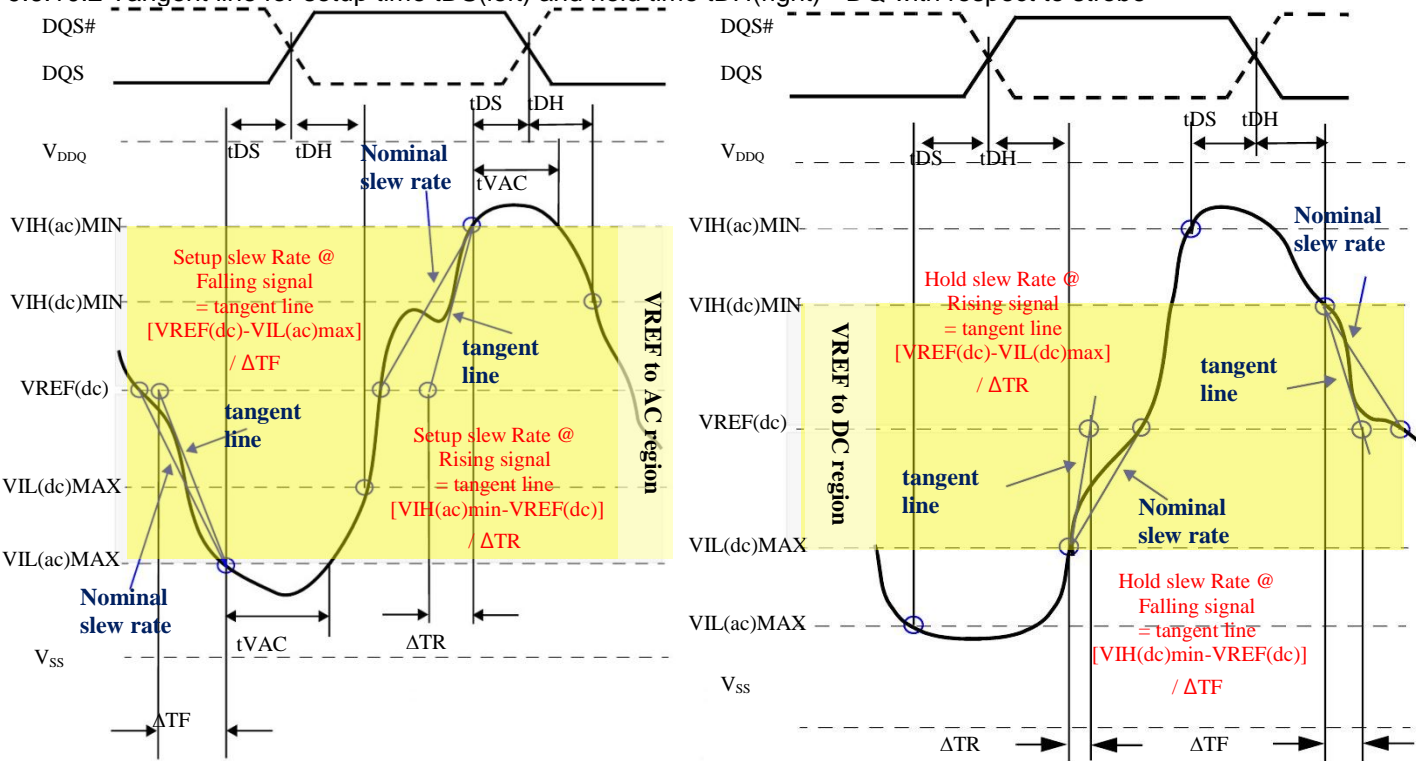 DQS#
DQS
tDS
tDH
tDS
tDH
VDDQ
Nominal
slew rate
tVAC
VIH(ac)MIN
Setup slew Rate @
Falling signal
= tangent line
[VREF(dc)-VIL(ac)max]
/ ΔTF
VIH(dc)MIN
tangent
line
VREF to AC region
VREF(dc)
tangent
line
Setup slew Rate @
Rising signal
= tangent line
[VIH(ac)min-VREF(dc)]
/ ΔTR
VIL(dc)MAX
VIL(ac)MAX
Nominal
slew rate
tVAC
ΔTR
VSS
ΔTF
DQS#
DQS
tDS
tDH
tDS
tDH
VDDQ
VIH(ac)MIN
Nominal
slew rate
Hold slew Rate @
Rising signal
= tangent line
[VREF(dc)-VIL(dc)max]
/ ΔTR
VIH(dc)MIN
VREF to DC region
tangent
line
VREF(dc)
tangent
line
Nominal
slew rate
VIL(dc)MAX
Hold slew Rate @
Falling signal
= tangent line
[VIH(dc)min-VREF(dc)]
/ ΔTF
VIL(ac)MAX
VSS
ΔTR
ΔTF